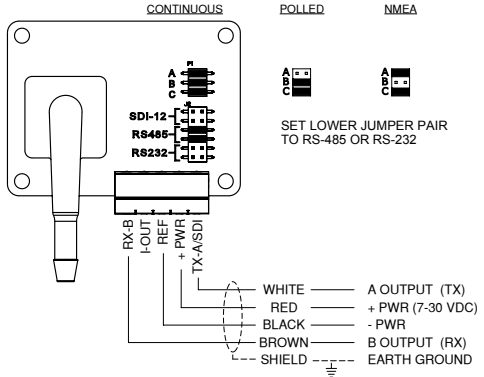 CONTINUOUS POLLED NMEA
P1
A
B
C
A
B
C
A
B
C
J2
SDI-12
RS485
RS232
SET LOWER JUMPER PAIR
TO RS-485 OR RS-232
RX-B
I-OUT
REF
+ PWR
TX-A/SDI
WHITE A OUTPUT (TX)
RED + PWR (7-30 VDC)
BLACK - PWR
BROWN B OUTPUT (RX)
SHIELD EARTH GROUND